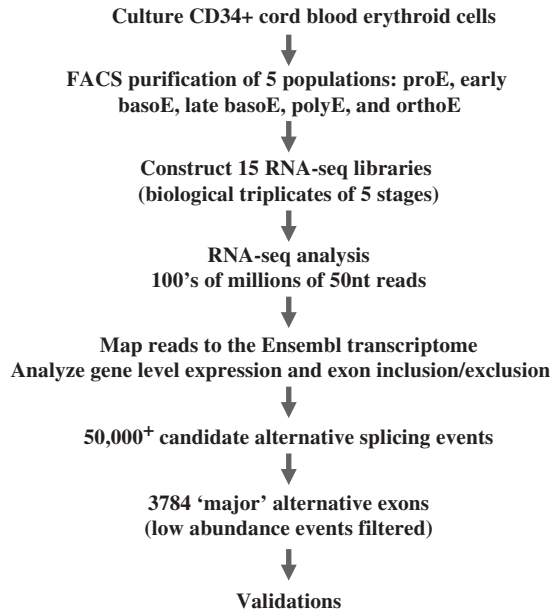 Culture CD34+ cord blood erythroid cells
FACS purification of 5 populations: proE, early
basoE, late basoE, polyE, and orthoE
Construct 15 RNA-seq libraries
(biological triplicates of 5 stages)
RNA-seq analysis
100's of millions of 50nt reads
Map reads to the Ensembl transcriptome
Analyze gene level expression and exon inclusion/exclusion
50,000⁺ candidate alternative splicing events
3784 ‘major’ alternative exons
(low abundance events filtered)
Validations